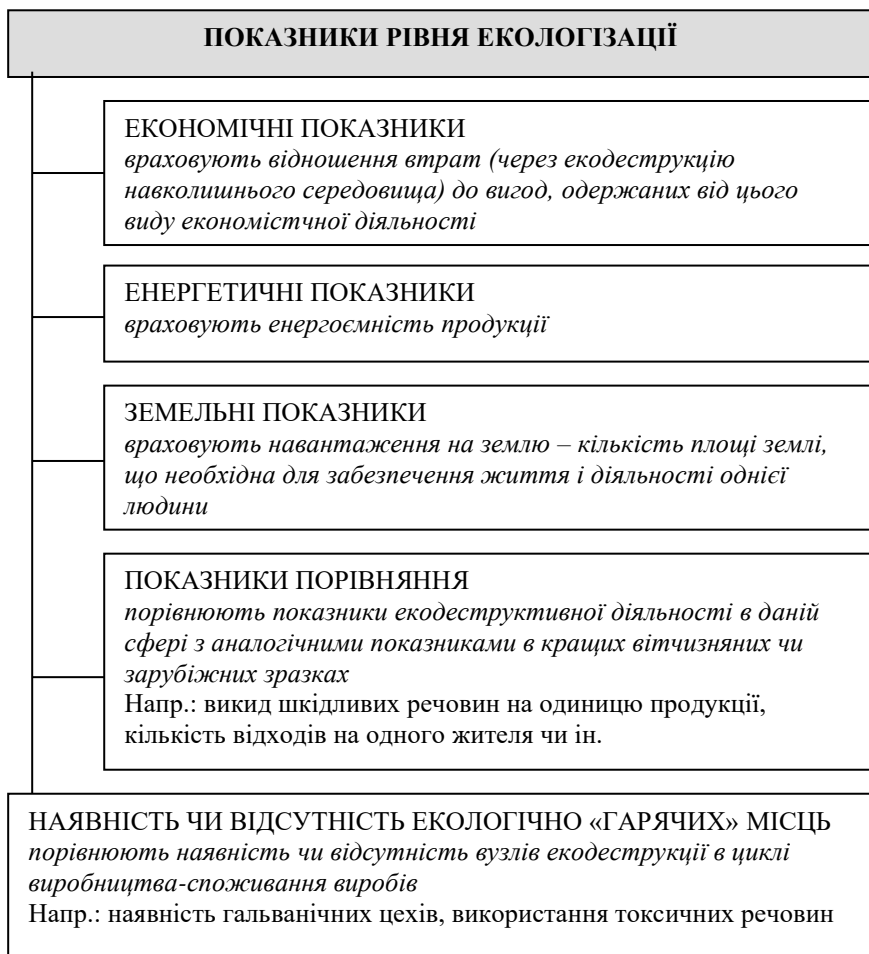 ПОКАЗНИКИ РІВНЯ ЕКОЛОГІЗАЦІЇ
ЕКОНОМІЧНІ ПОКАЗНИКИ
враховують відношення втрат (через екодеструкцію
навколишнього середовища) до вигод, одержаних від цього
виду економістчної діяльності
ЕНЕРГЕТИЧНІ ПОКАЗНИКИ
враховують енергоємність продукції
ЗЕМЕЛЬНІ ПОКАЗНИКИ
враховують навантаження на землю – кількість площі землі,
що необхідна для забезпечення життя і діяльності однієї
людини
ПОКАЗНИКИ ПОРІВНЯННЯ
порівнюють показники екодеструктивної діяльності в даній
сфері з аналогічними показниками в кращих вітчизняних чи
зарубіжних зразках
Напр.: викид шкідливих речовин на одиницю продукції,
кількість відходів на одного жителя чи ін.
НАЯВНІСТЬ ЧИ ВІДСУТНІСТЬ ЕКОЛОГІЧНО «ГАРЯЧИХ» МІСЦЬ
порівнюють наявність чи відсутність вузлів екодеструкції в циклі
виробництва-споживання виробів
Напр.: наявність гальванічних цехів, використання токсичних речовин